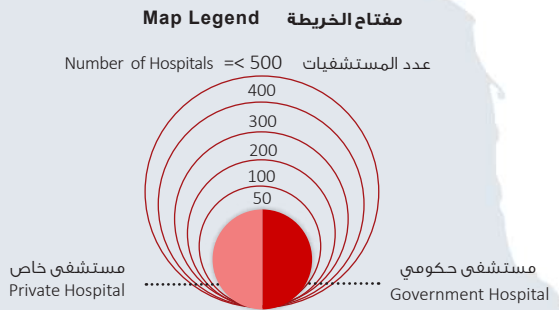 Map Legend مفتاح الخريطة
Number of Hospitals =< 500 عدد المستشفيات
400
300
200
100
50
مستشفى خاص
Private Hospital
مستشفى حكومي
Government Hospital